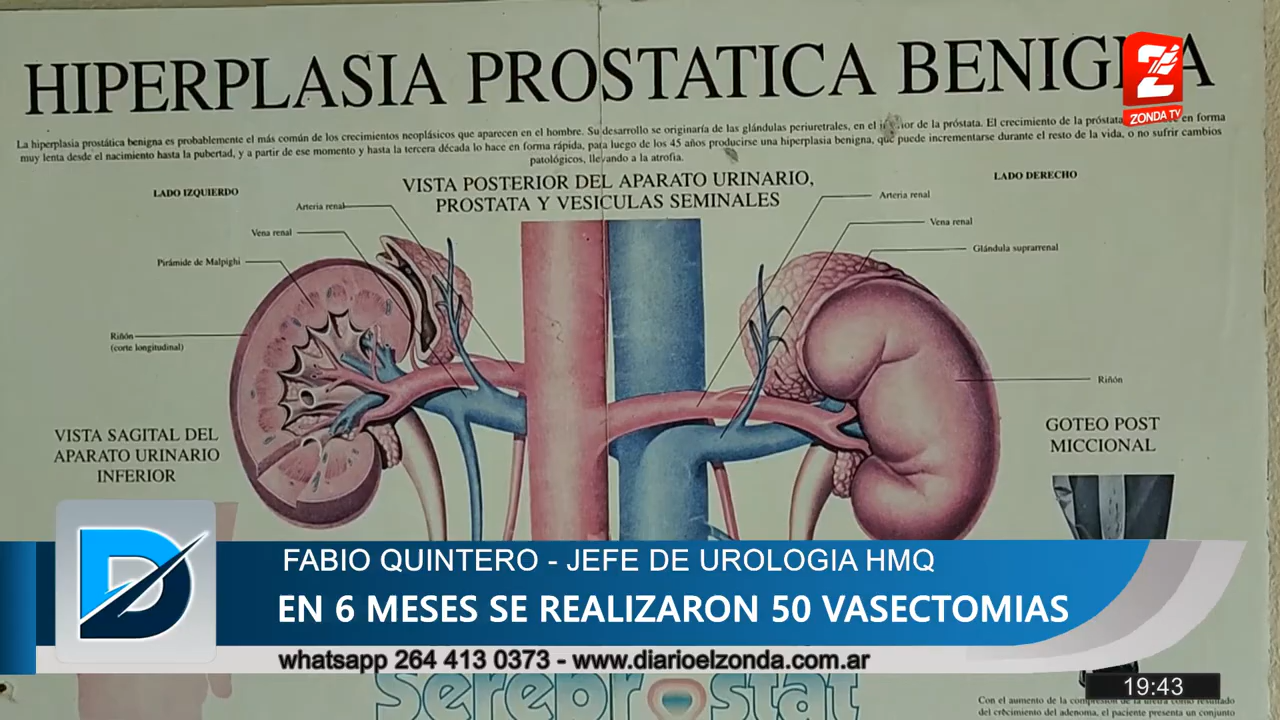 HIPERPLASIA PROSTATICA BENIGNA
ZONDA TV
La hiperplasia prostática benigna es probablemente el más común de los crecimientos neoplásicos que aparecen en el hombre. Su desarrollo se originaría de las glándulas periuretrales, en el interior de la próstata. El crecimiento de la próstata en forma
muy lenta desde el nacimiento hasta la pubertad, y a partir de ese momento y hasta la tercera década lo hace en forma rápida, para luego de los 45 años producirse una hiperplasia benigna, que puede incrementarse durante el resto de la vida, o no sufrir cambios
patológicos, llevando a la atrofia.
LADO IZQUIERDO
VISTA POSTERIOR DEL APARATO URINARIO,
PROSTATA Y VESICULAS SEMINALES
LADO DERECHO
Arteria renal
Vena renal
Pirámide de Malpighi
Riñón
(corte longitudinal)
Arteria renal
Vena renal
Glándula suprarrenal
Riñón
VISTA SAGITAL DEL
APARATO URINARIO
INFERIOR
GOTEO POST
MICCIONAL
D
FABIO QUINTERO - JEFE DE UROLOGIA HMQ
EN 6 MESES SE REALIZARON 50 VASECTOMIAS
whatsapp 264 413 0373 - www.diarioelzonda.com.ar
Serebrostat
19:43
Con el aumento de la compresión de la uretra como resultado
del crecimiento del adenoma, el paciente presenta un conjunto